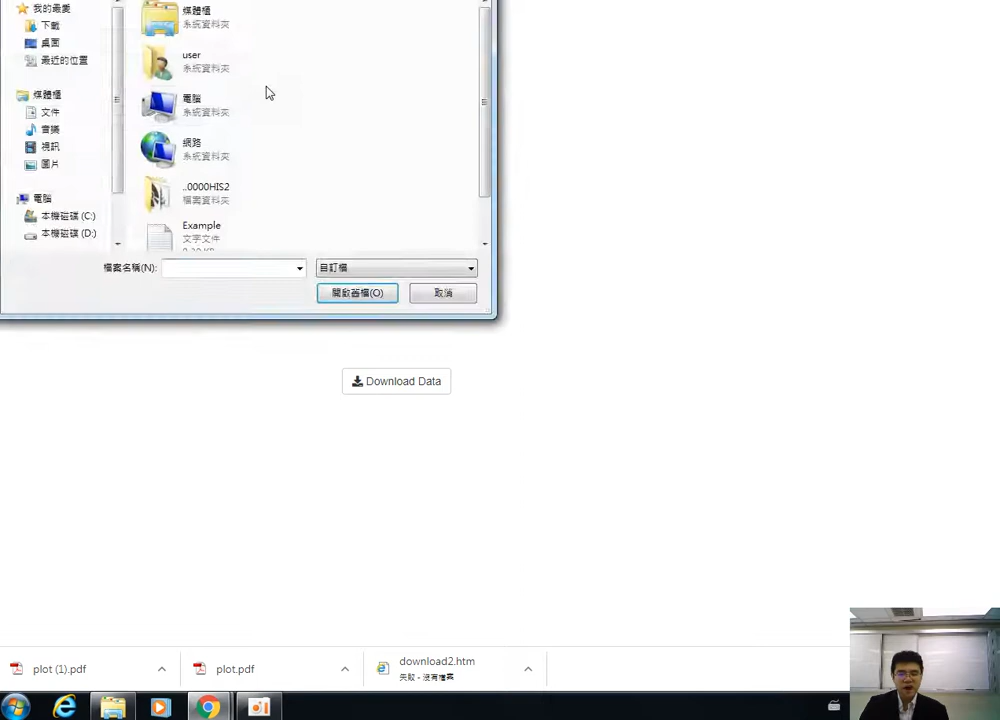 我的最愛
下載
桌面
最近的位置
媒體櫃
文件
音樂
視訊
圖片
電腦
本機磁碟 (C:)
本機磁碟 (D:)
媒體櫃
系統資料夾
user
系統資料夾
電腦
系統資料夾
網路
系統資料夾
..0000HIS2
檔案資料夾
Example
文字文件
檔案名稱(N):
自訂檔
開啟舊檔(O)
取消
Download Data
plot (1).pdf
plot.pdf
download2.htm
失敗 - 沒有檔案